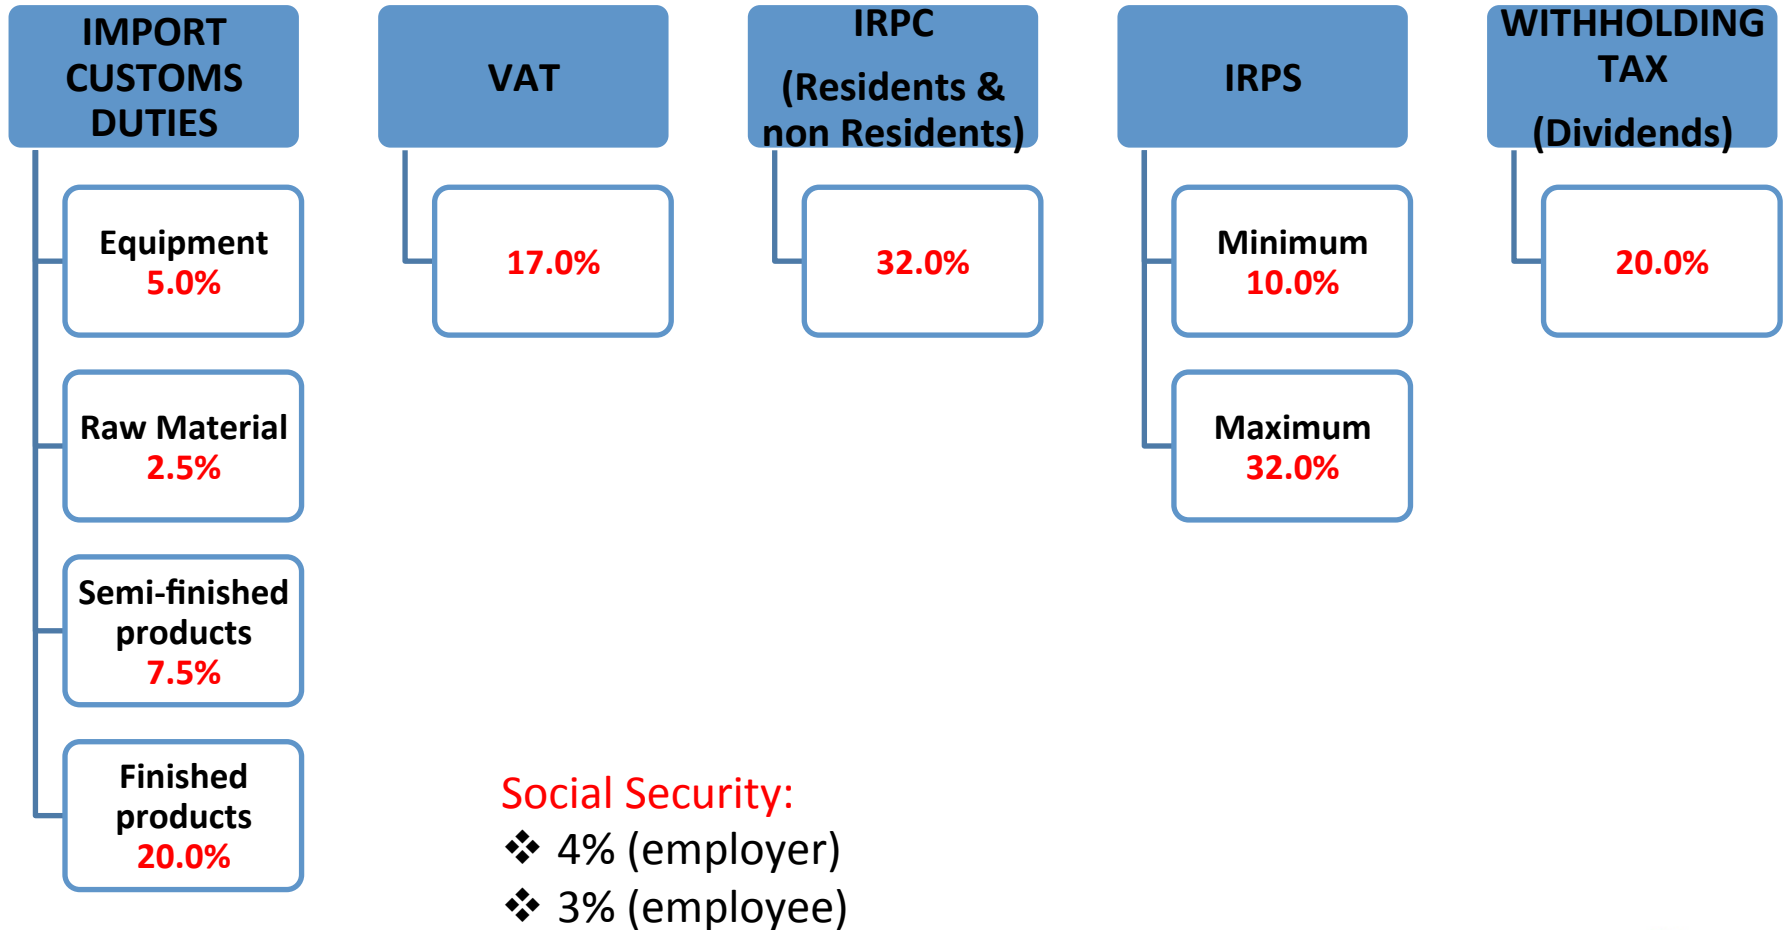 IMPORT
CUSTOMS
DUTIES
Equipment
5.0%
Raw Material
2.5%
Semi-finished
products
7.5%
Finished
products
20.0%
VAT
17.0%
IRPC
(Residents &
non Residents)
32.0%
IRPS
Minimum
10.0%
Maximum
32.0%
WITHHOLDING
TAX
(Dividends)
20.0%
Social Security:
❖ 4% (employer)
❖ 3% (employee)